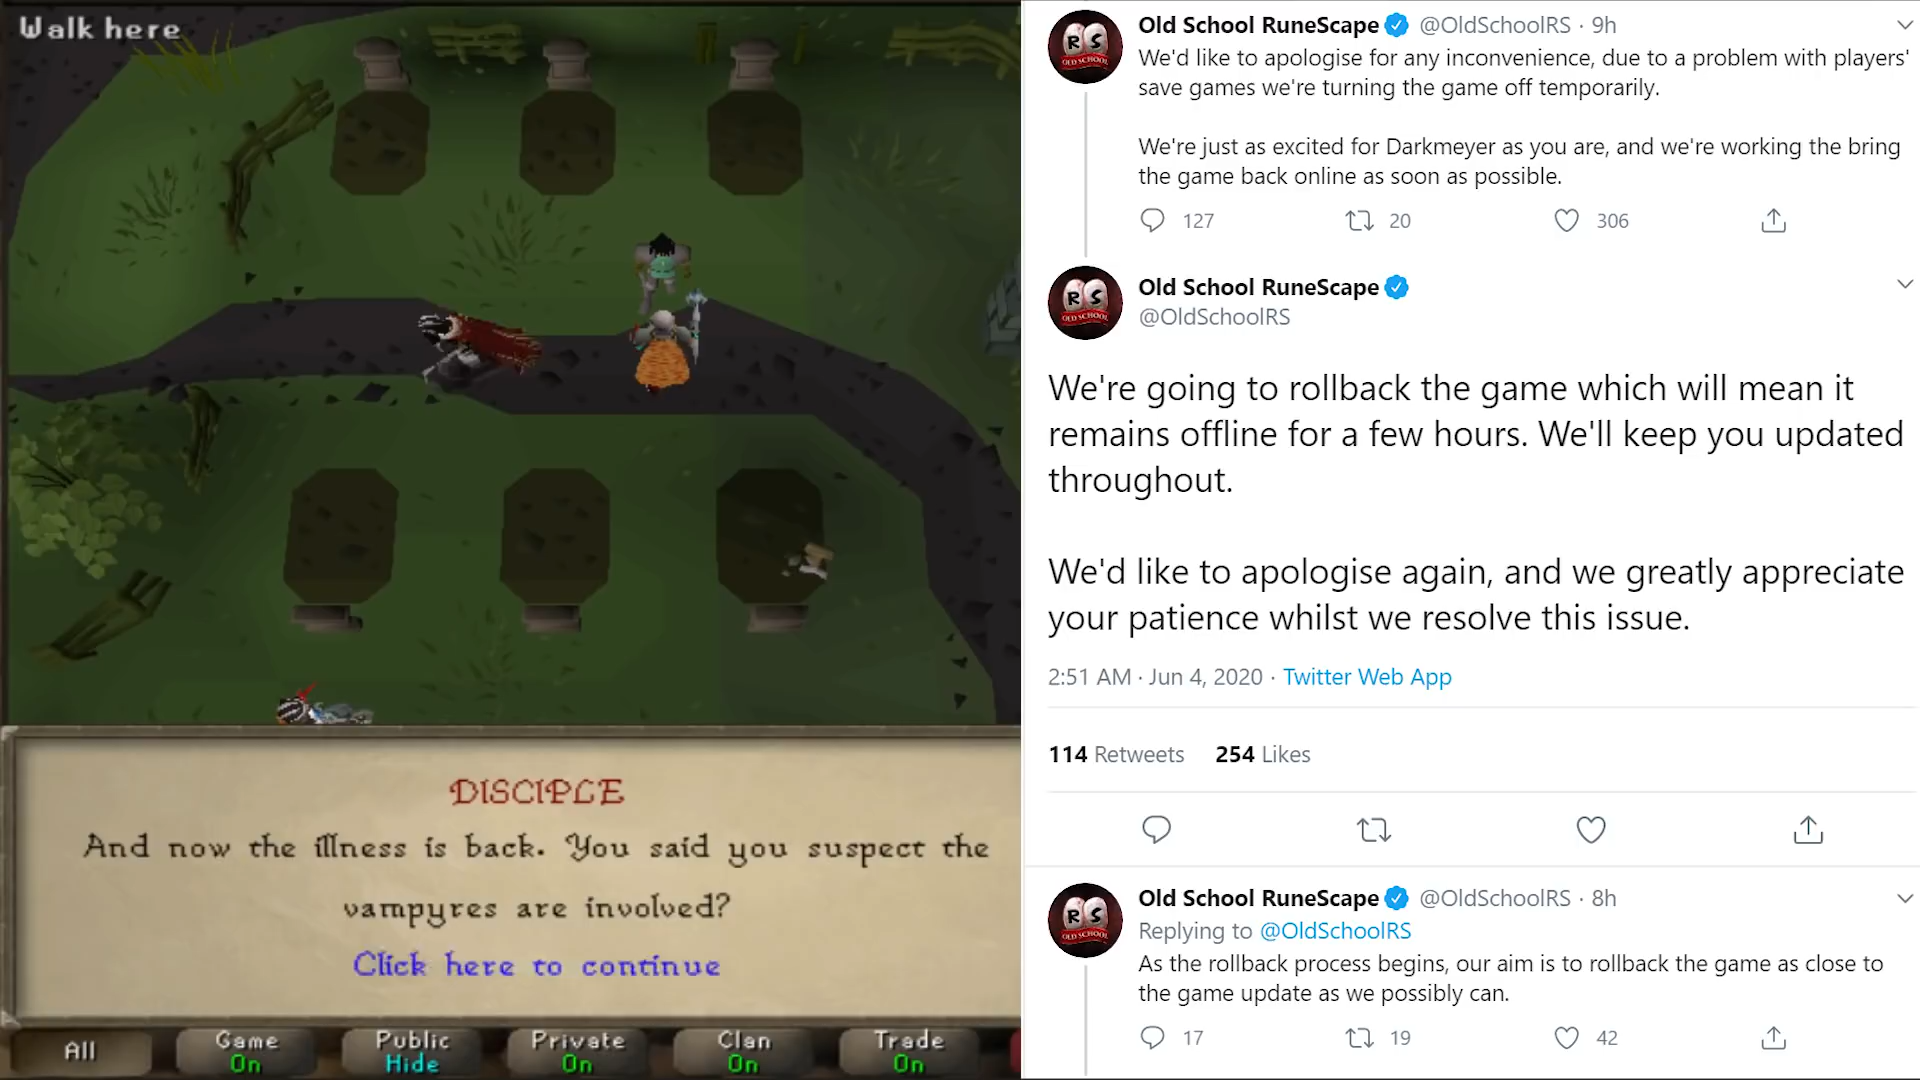 Walk here
DISCIPLE
And now the illness is back. You said you suspect the
vampyres are involved?
Click here to continue
All
Game
On
Public
Hide
Private
On
Clan
On
Trade
On
Old School RuneScape @OldSchoolRS · 9h
We'd like to apologise for any inconvenience, due to a problem with players'
save games we're turning the game off temporarily.
We're just as excited for Darkmeyer as you are, and we're working the bring
the game back online as soon as possible.
127 20 306
RS
OLD SCHOOL
Old School RuneScape
@OldSchoolRS
RS
OLD SCHOOL
We're going to rollback the game which will mean it
remains offline for a few hours. We'll keep you updated
throughout.
We'd like to apologise again, and we greatly appreciate
your patience whilst we resolve this issue.
2:51 AM · Jun 4, 2020 · Twitter Web App
114 Retweets 254 Likes
Old School RuneScape @OldSchoolRS · 8h
RS
OLD SCHOOL
Replying to @OldSchoolRS
As the rollback process begins, our aim is to rollback the game as close to
the game update as we possibly can.
17 19 42